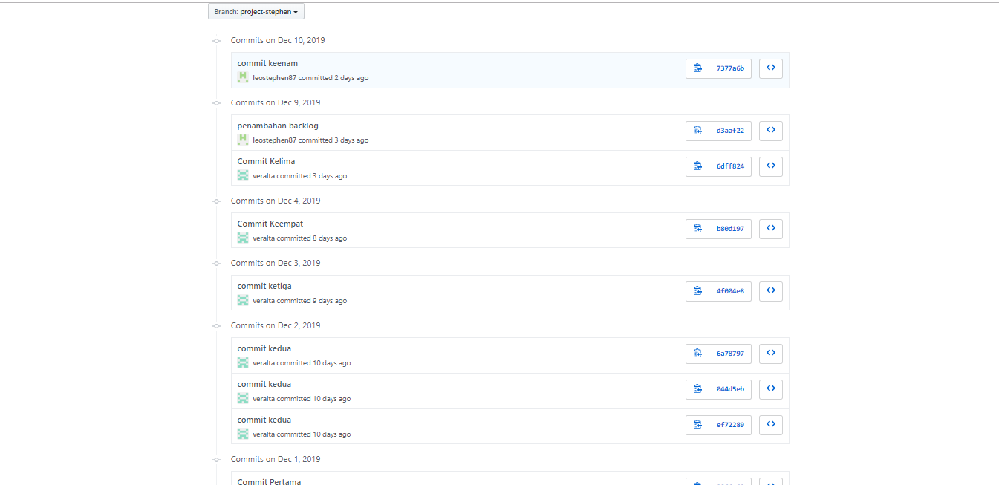 Branch: project-stephen
Commits on Dec 10, 2019
commit keenam
leostephen87 committed 2 days ago
7377a6b
Commits on Dec 9, 2019
penambahan backlog
leostephen87 committed 3 days ago
d3aaf22
Commit Kelima
veralta committed 3 days ago
6dff824
Commits on Dec 4, 2019
Commit Keempat
veralta committed 8 days ago
b80d197
Commits on Dec 3, 2019
commit ketiga
veralta committed 9 days ago
4f004e8
Commits on Dec 2, 2019
commit kedua
veralta committed 10 days ago
6a78797
commit kedua
veralta committed 10 days ago
044d5eb
commit kedua
veralta committed 10 days ago
ef72289
Commits on Dec 1, 2019
Commit Pertama